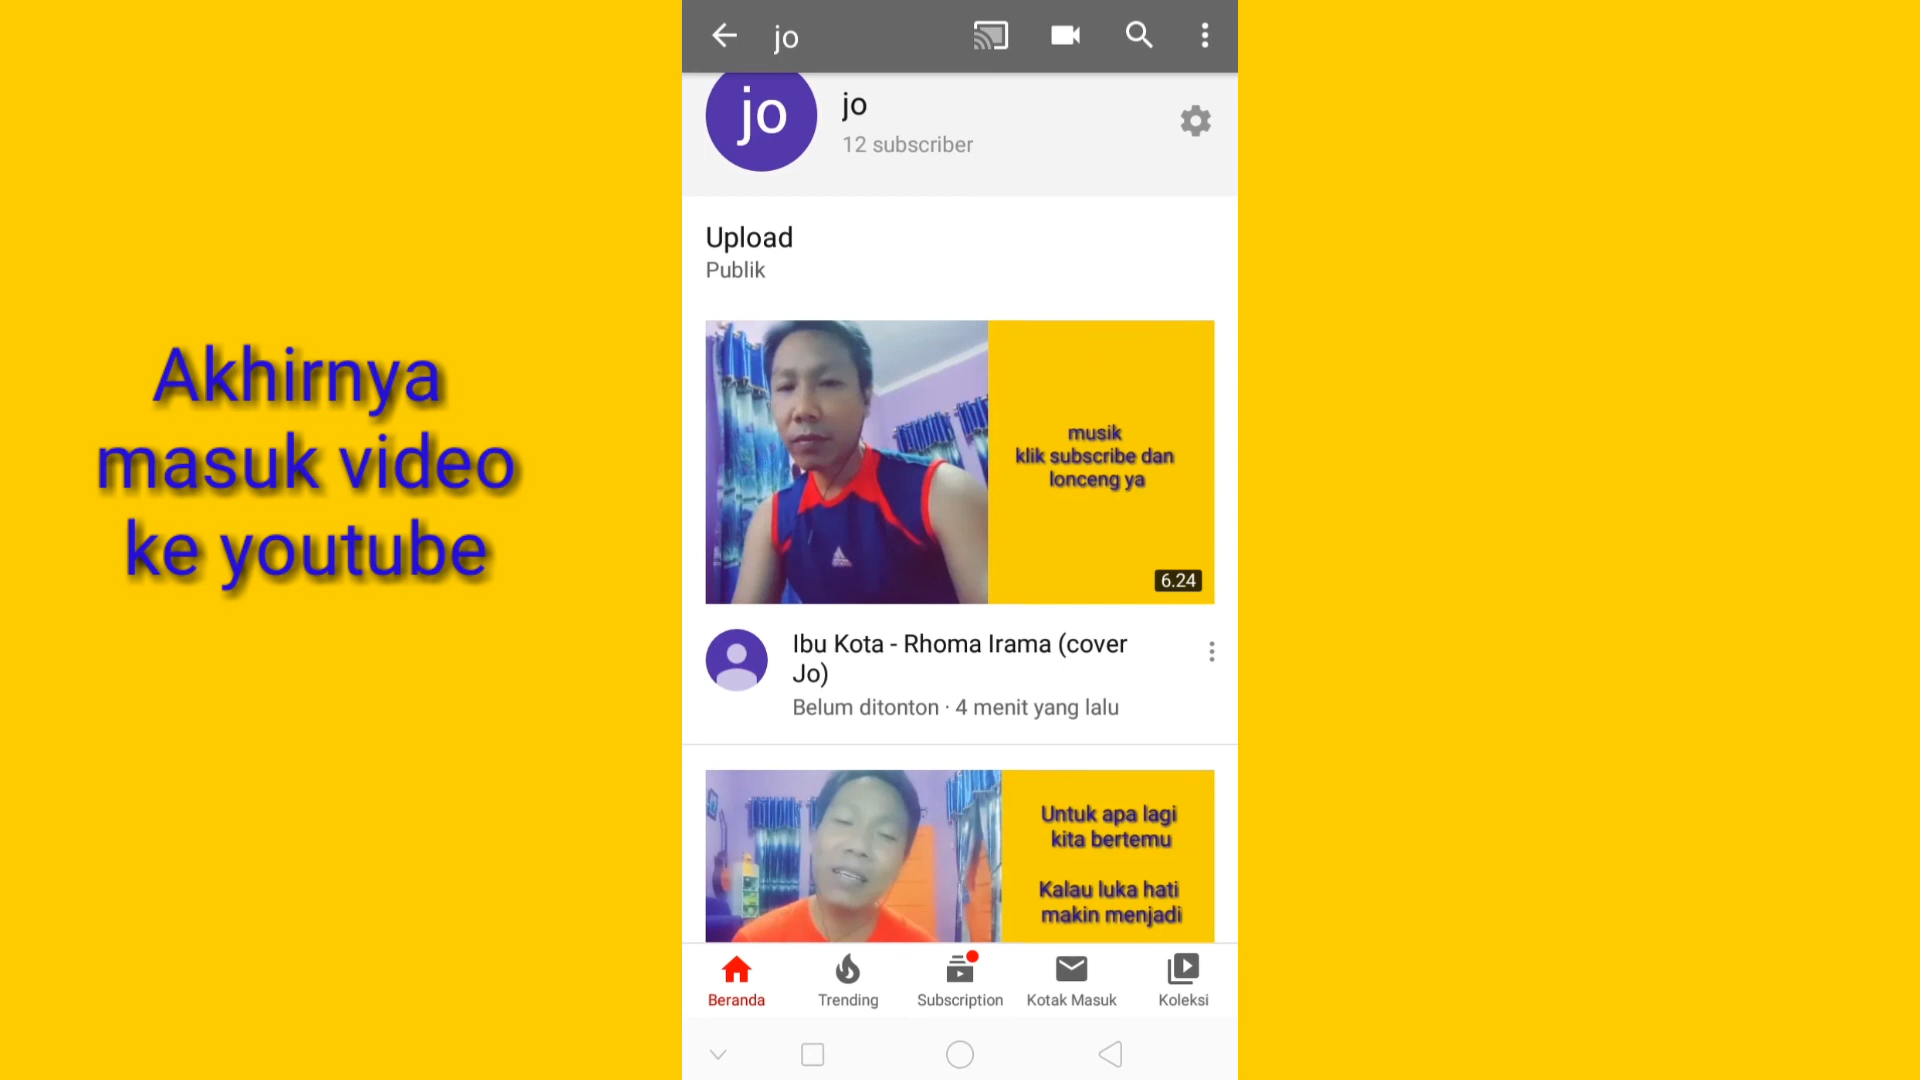 Akhirnya
masuk video
ke youtube
jo
jo
jo
12 subscriber
Upload
Publik
musik
klik subscribe dan
lonceng ya
6.24
Ibu Kota - Rhoma Irama (cover
Jo)
Belum ditonton · 4 menit yang lalu
Untuk apa lagi
kita bertemu
Kalau luka hati
makin menjadi
Beranda
Trending
Subscription
Kotak Masuk
Koleksi